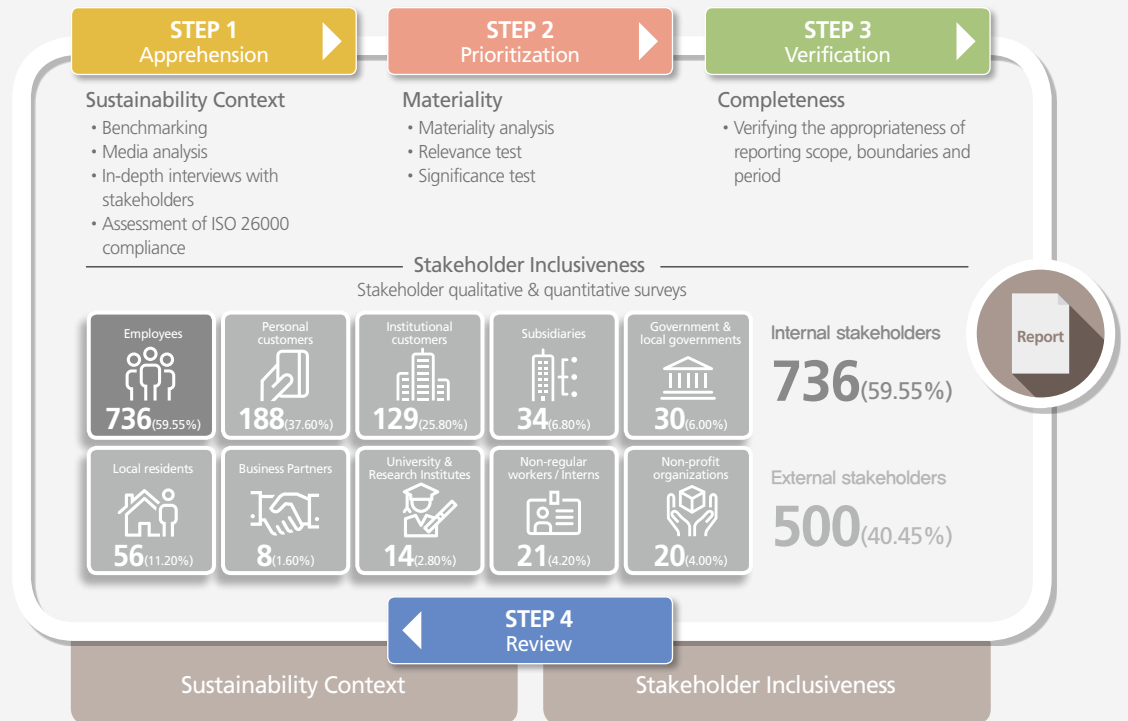 STEP 1
Apprehension
STEP 2
Prioritization
STEP 3
Verification
Sustainability Context
• Benchmarking
• Media analysis
• In-depth interviews with
stakeholders
• Assessment of ISO 26000
compliance
Materiality
• Materiality analysis
• Relevance test
• Significance test
Completeness
• Verifying the appropriateness of
reporting scope, boundaries and
period
Stakeholder Inclusiveness
Stakeholder qualitative & quantitative surveys
Employees
736(59.55%)
Personal
customers
188(37.60%)
Institutional
customers
129(25.80%)
Subsidiaries
34(6.80%)
Government &
local governments
30(6.00%)
Internal stakeholders
736(59.55%)
Report
Local residents
56(11.20%)
Business Partners
8(1.60%)
University &
Research Institutes
14(2.80%)
Non-regular
workers / Interns
21(4.20%)
Non-profit
organizations
20(4.00%)
External stakeholders
500(40.45%)
STEP 4
Review
Sustainability Context
Stakeholder Inclusiveness